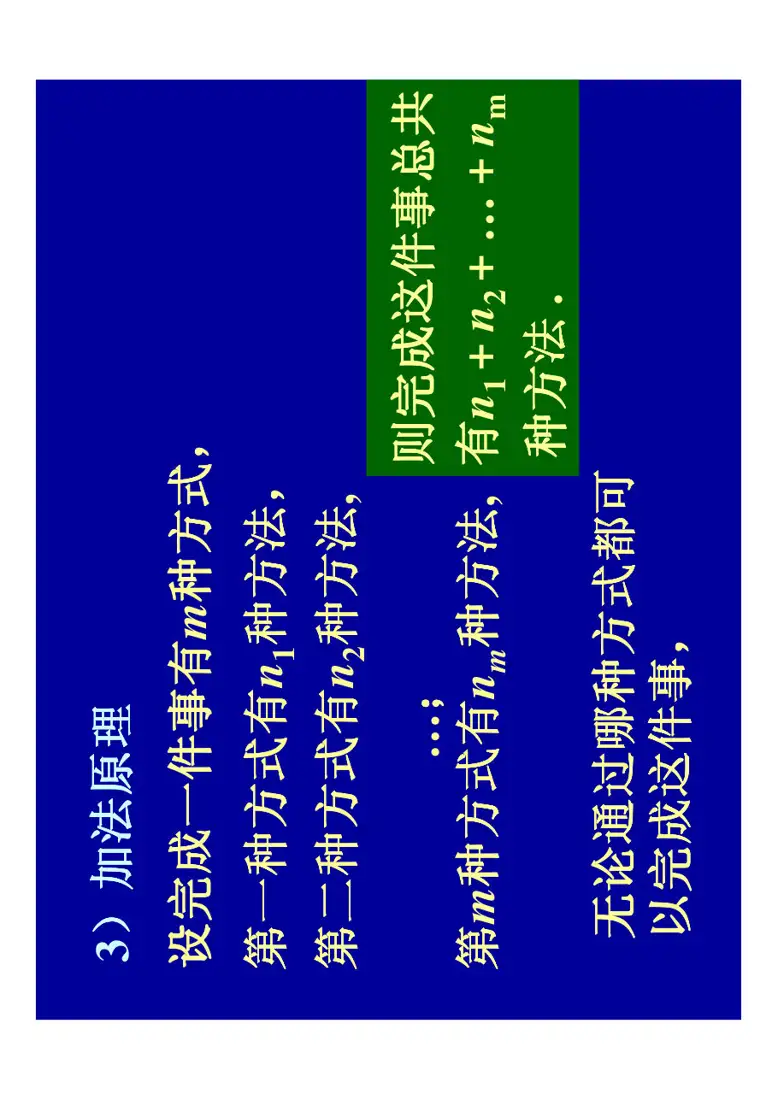 3）加法原理
设完成一件事有m种方式，
第一种方式有n1种方法，
第二种方式有n2种方法,
…;
第m种方式有nm种方法,
无论通过哪种方式都可
以完成这件事，
则完成这件事总共
有n1 + n2 + … + nm
种方法 .